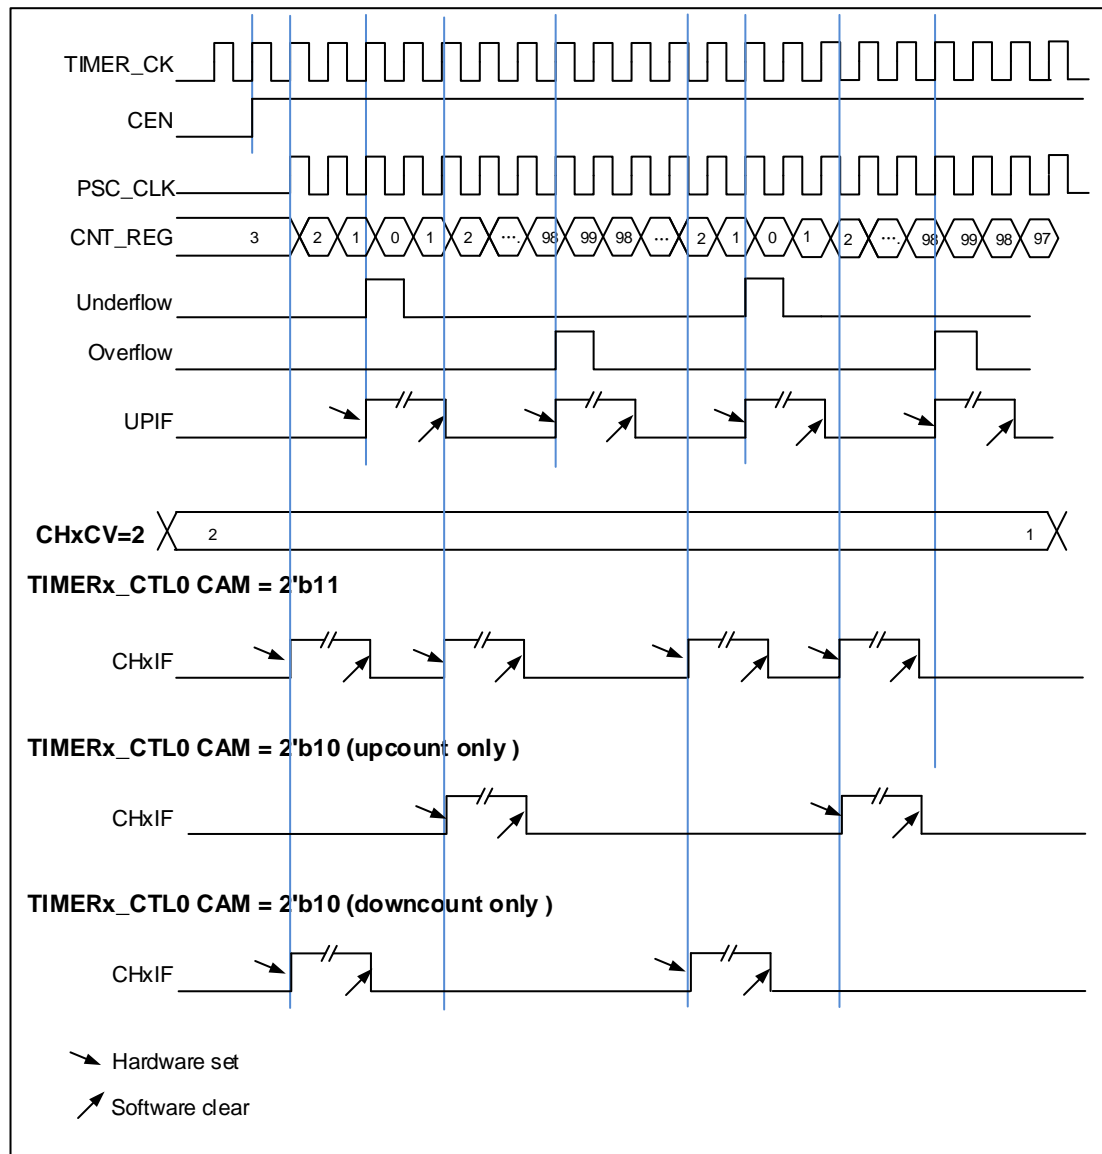 TIMER_CK
CEN
PSC_CLK
CNT_REG 3 2 1 0 1 2 .... 98 99 98 ... 2 1 0 1 2 .... 98 99 98 97
Underflow
Overflow
UPIF
CHxCV=2 2 1
TIMERx_CTL0 CAM = 2'b11
CHxIF
TIMERx_CTL0 CAM = 2'b10 (upcount only )
CHxIF
TIMERx_CTL0 CAM = 2'b10 (downcount only )
CHxIF
Hardware set
Software clear